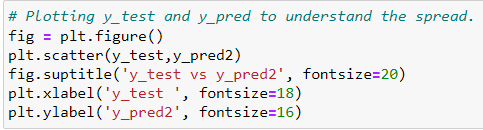 # Plotting y_test and y_pred to understand the spread.
fig = plt.figure()
plt.scatter(y_test,y_pred2)
fig.suptitle('y_test vs y_pred2', fontsize=20)
plt.xlabel('y_test ', fontsize=18)
plt.ylabel('y_pred2', fontsize=16)